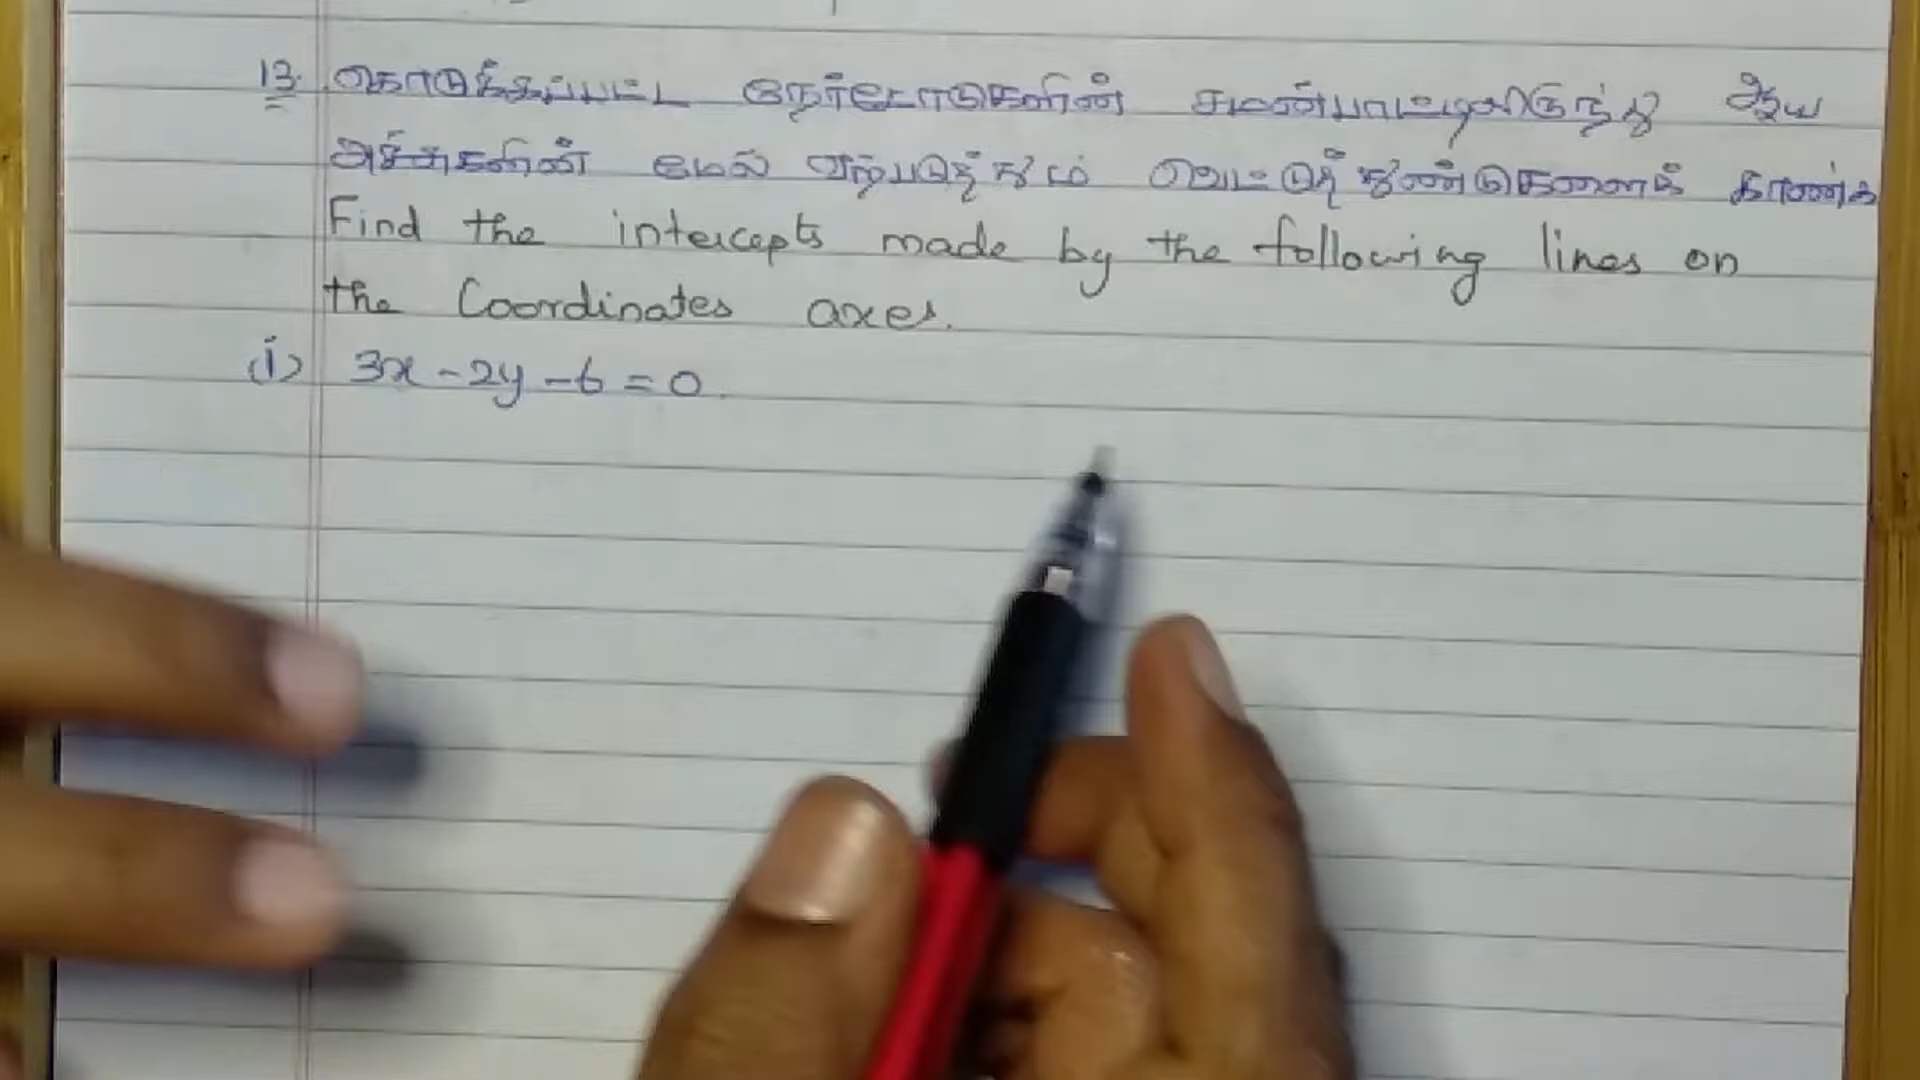 13. கொடுக்கப்பட்ட நேர்கோடுகளின் சமன்பாட்டிலிருந்து ஆய
அச்சுகளின் மேல் ஏற்படுத்தும் வெட்டுத்துண்டுகளைக் காண்க
Find the intercepts made by the following lines on
the Coordinates axes.
(i) 3x - 2y - 6 = 0.